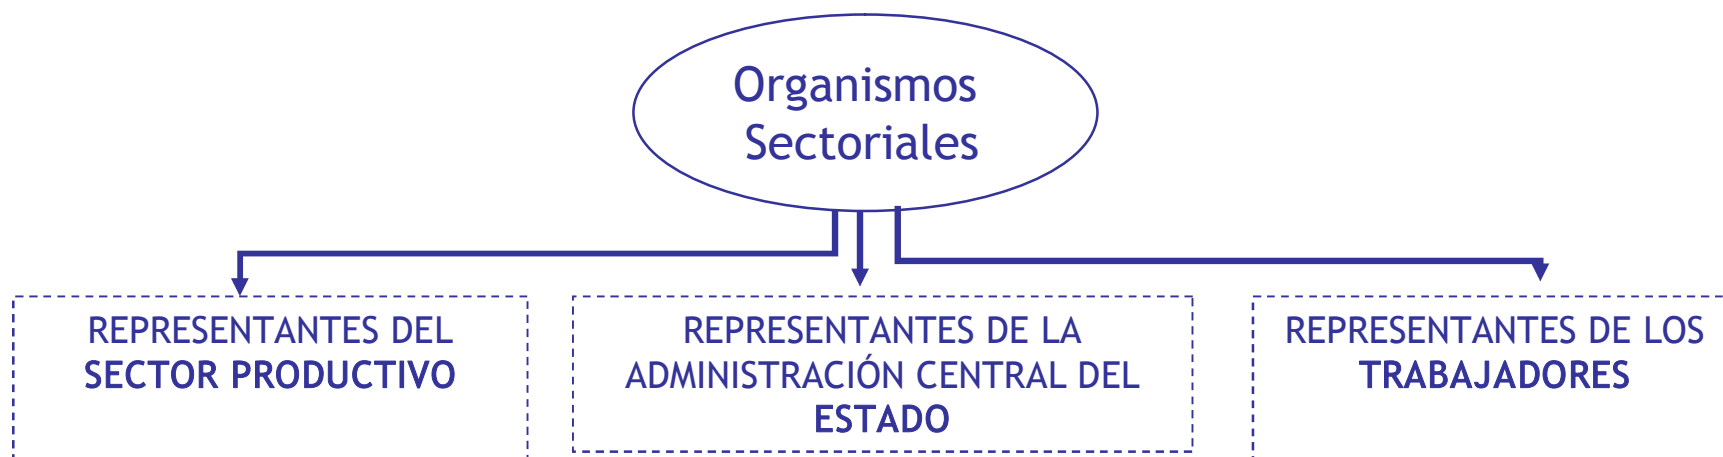 Organismos
Sectoriales
REPRESENTANTES DEL
SECTOR PRODUCTIVO
REPRESENTANTES DE LA
ADMINISTRACIÓN CENTRAL DEL
ESTADO
REPRESENTANTES DE LOS
TRABAJADORES